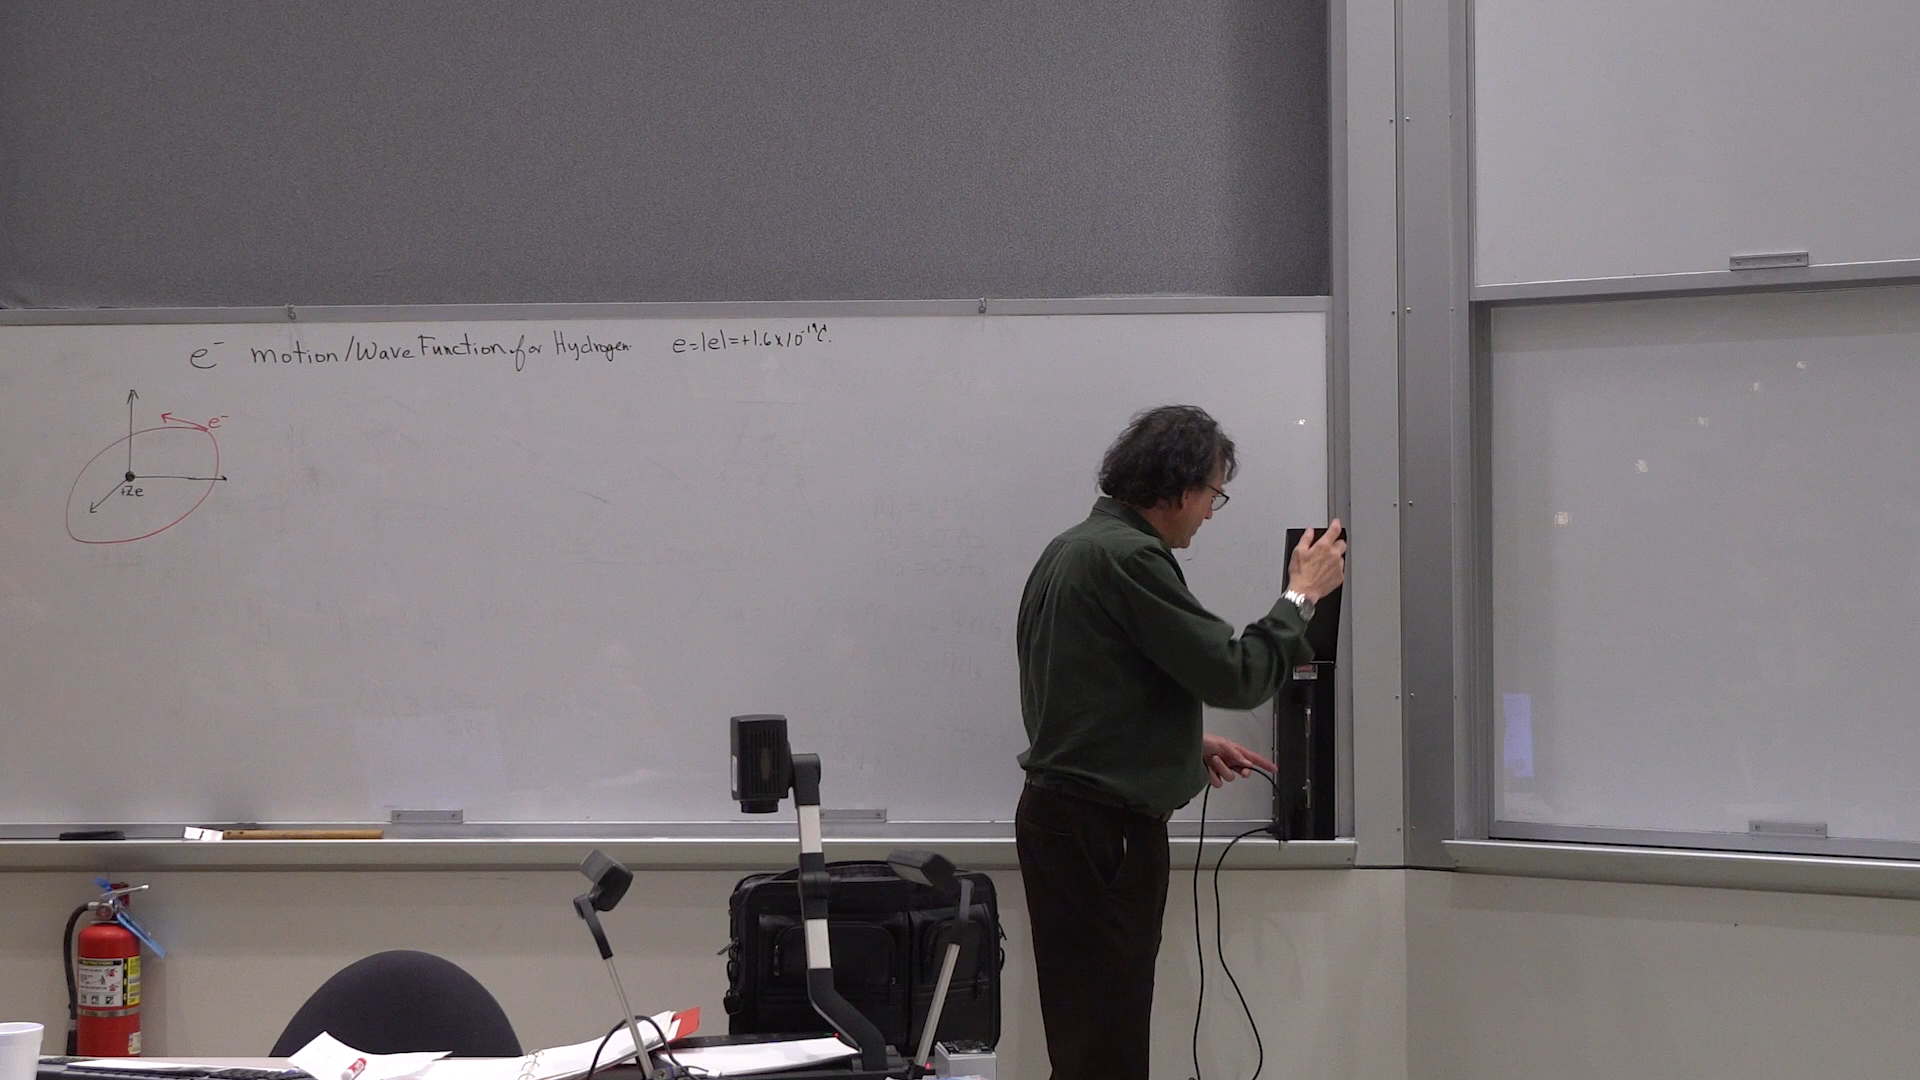 e⁻ motion/Wave Function for Hydrogen. e=|e|=+1.6x10⁻¹⁹C.
e⁻
+Ze